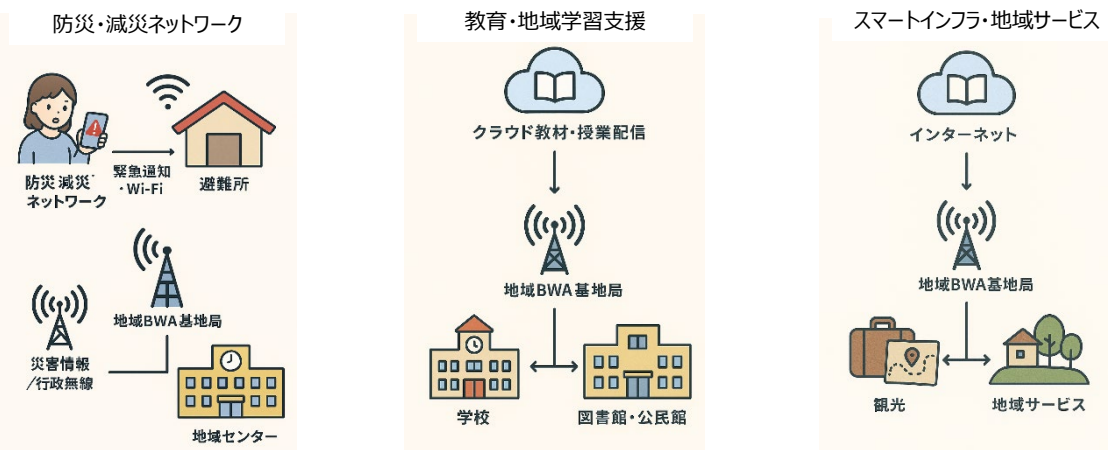 防災・減災ネットワーク
緊急通知
・Wi-Fi
防災減災
ネットワーク
避難所
地域BWA基地局
災害情報
/行政無線
地域センター
教育・地域学習支援
クラウド教材・授業配信
地域BWA基地局
学校
図書館・公民館
スマートインフラ・地域サービス
インターネット
地域BWA基地局
観光
地域サービス